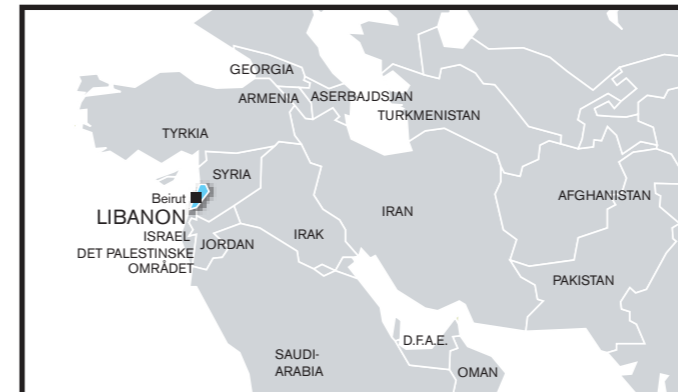 GEORGIA
ARMENIA
ASERBAJDSJAN
TURKMENISTAN
TYRKIA
SYRIA
Beirut
LIBANON
ISRAEL
DET PALESTINSKE
OMRÅDET
JORDAN
IRAK
IRAN
AFGHANISTAN
PAKISTAN
D.F.A.E.
SAUDI-
ARABIA
OMAN